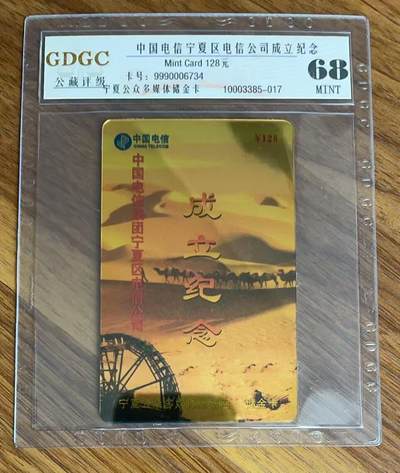 GDGC
公藏评级
中国电信宁夏区电信公司成立纪念
Mint Card 128元
卡号：9990006734
宁夏公众多媒体储金卡
10003385-017
68
MINT
中国电信
CHINA TELECOM
¥128
中国电信集团宁夏区电信公司
成立纪念
GDGC
GDGC
GDGC